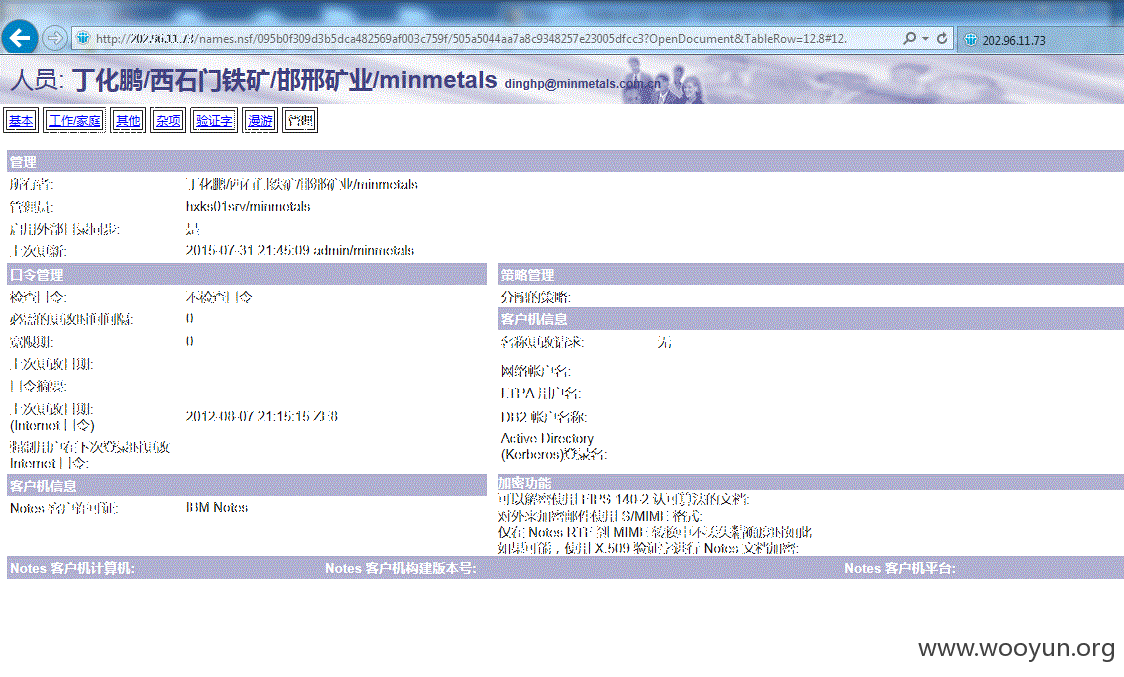 http://202.96.11.73/names.nsf/095b0f309d3b5dca482569af003c759f/505a5044aa7a8c9348257e23005dfcc3?OpenDocument&TableRow=12.8#12.
202.96.11.73
人员: 丁化鹏/西石门铁矿/邯邢矿业/minmetals dinghp@minmetals.com.cn
基本 工作/家庭 其他 杂项 验证字 漫游 管理
管理
所有者: 丁化鹏/西石门铁矿/邯邢矿业/minmetals
管理员: hxks01srv/minmetals
启用外部目录同步: 是
上次更新: 2015-07-31 21:45:09 admin/minmetals
口令管理 策略管理
检查口令: 不检查口令 分配的策略:
必需的更改时间间隔: 0 客户机信息
宽限期: 0 名称更改请求: 无
上次更改日期: 网络帐户名:
口令摘要: LTPA 用户名:
上次更改日期:
(Internet 口令) 2012-08-07 21:15:15 ZE8 DB2 帐户名称:
强制用户在下次登录时更改
Internet 口令: Active Directory
(Kerberos)登录名:
客户机信息 加密功能
Notes 客户许可证: IBM Notes 可以解密使用 FIPS 140-2 认可算法的文档:
对外来加密邮件使用 S/MIME 格式:
仅在 Notes RTF 到 MIME 转换中不丢失精确度时如此
如果可能，使用 X.509 验证字进行 Notes 文档加密:
Notes 客户机计算机: Notes 客户机构建版本号: Notes 客户机平台:
www.wooyun.org